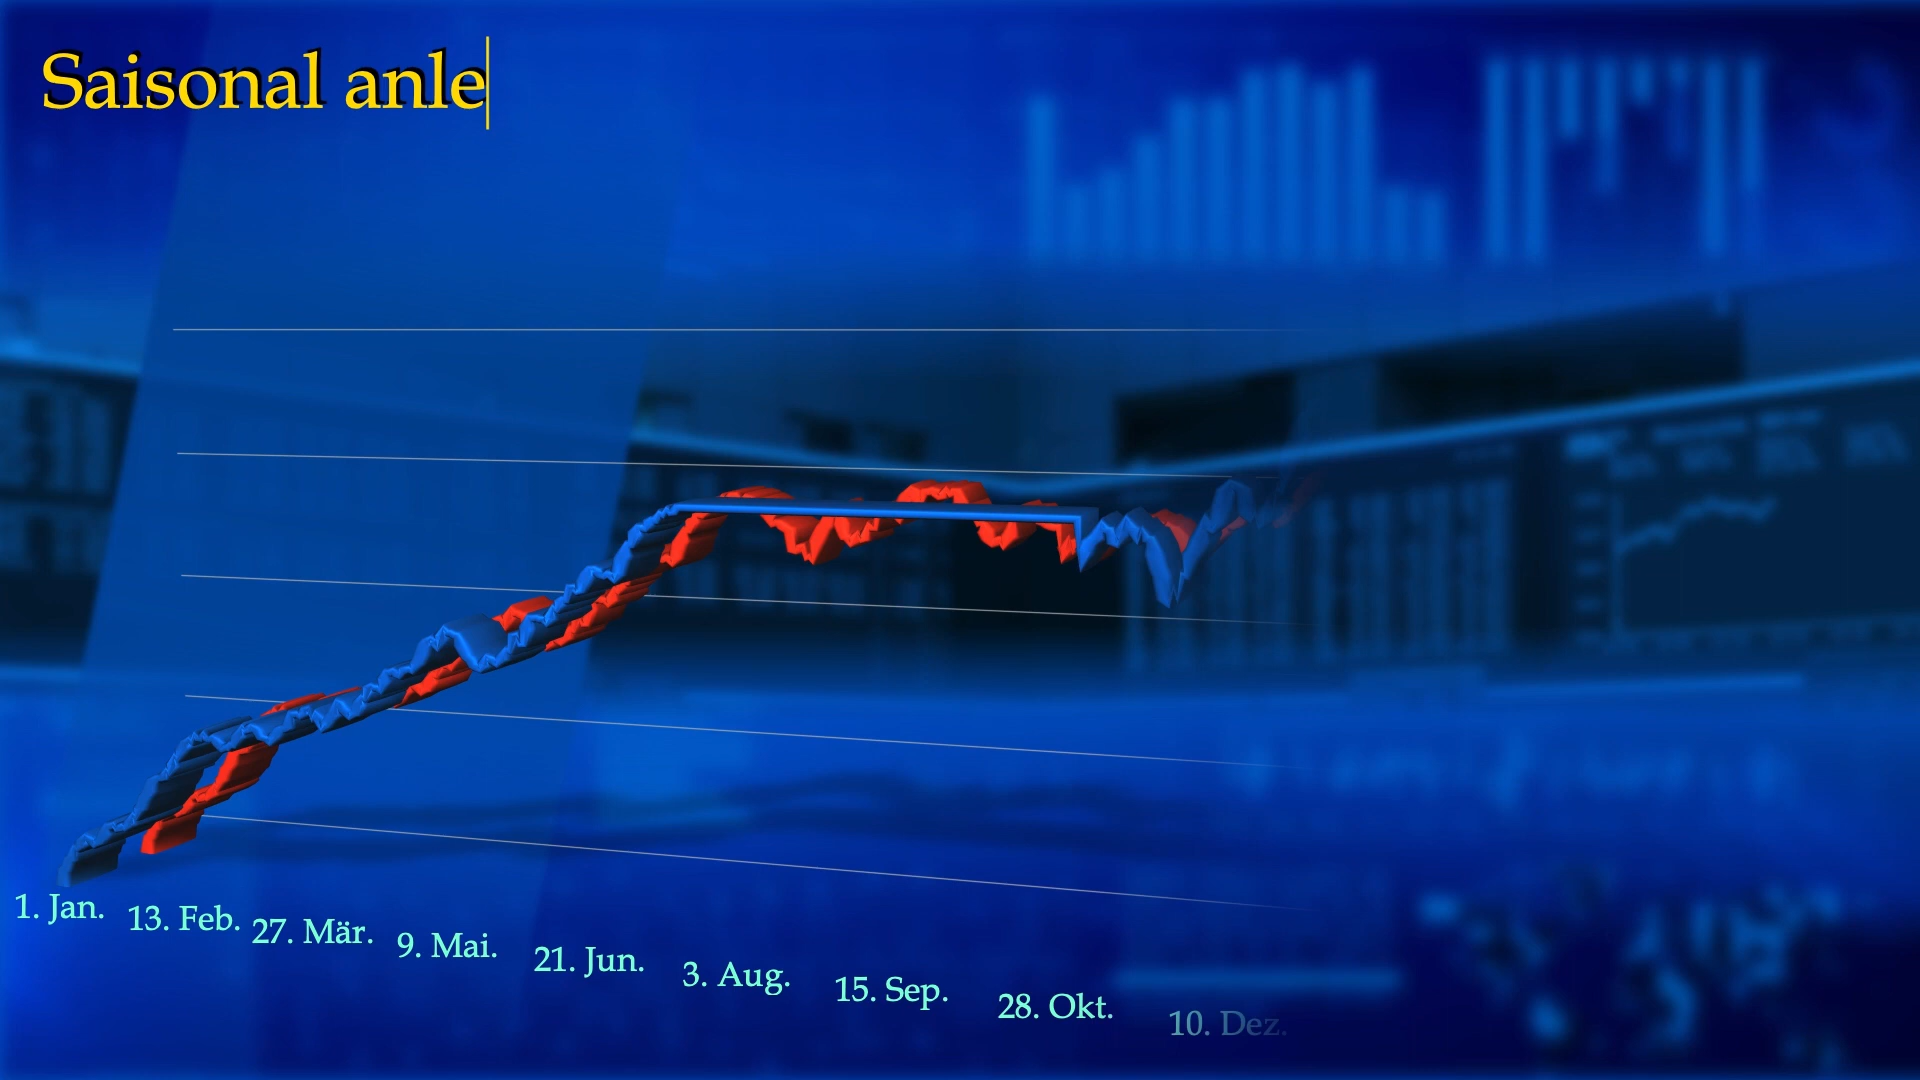 Saisonal anle
1. Jan. 13. Feb. 27. Mär. 9. Mai. 21. Jun. 3. Aug. 15. Sep. 28. Okt. 10. Dez.